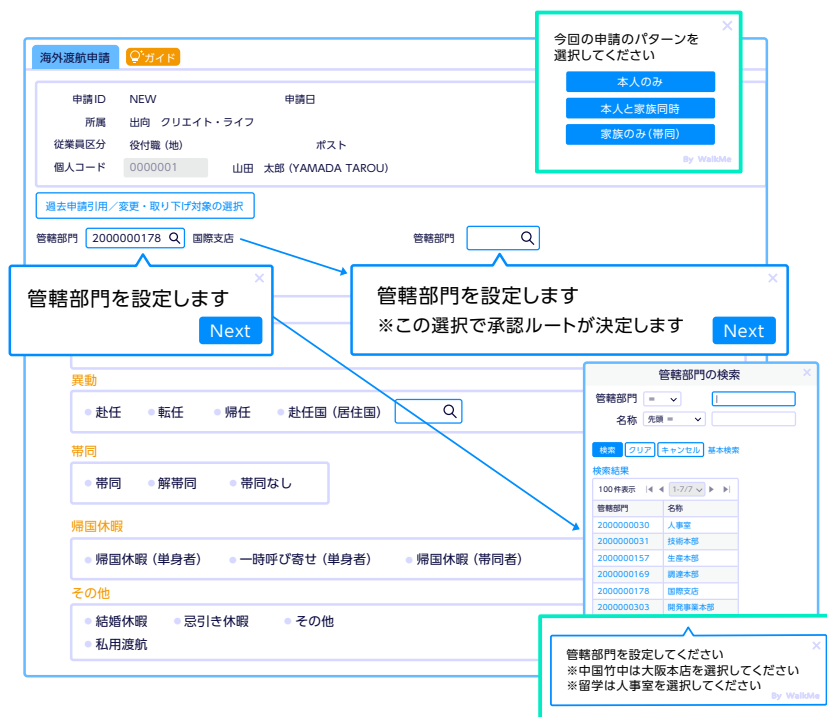 海外渡航申請 ガイド
今回の申請のパターンを
選択してください
本人のみ
本人と家族同時
家族のみ(帯同)
By WalkMe
申請ID NEW 申請日
所属 出向 クリエイト・ライフ
従業員区分 役付職(地) ポスト
個人コード 0000001 山田 太郎(YAMADA TAROU)
過去申請引用/変更・取り下げ対象の選択
管轄部門 2000000178 国際支店 管轄部門
管轄部門を設定します
Next
管轄部門を設定します
※この選択で承認ルートが決定します
Next
異動
赴任 転任 帰任 赴任国(居住国)
帯同
帯同 解帯同 帯同なし
帰国休暇
帰国休暇(単身者) 一時呼び寄せ(単身者) 帰国休暇(帯同者)
その他
結婚休暇 忌引き休暇 その他
私用渡航
管轄部門の検索
管轄部門 =
名称 先頭 =
検索 クリア キャンセル 基本検索
検索結果
100件表示 1-7/7
管轄部門 名称
2000000030 人事室
2000000031 技術本部
2000000157 生産本部
2000000169 調達本部
2000000178 国際支店
2000000303 開発事業本部
管轄部門を設定してください
※中国竹中は大阪本店を選択してください
※留学は人事室を選択してください
By WalkMe